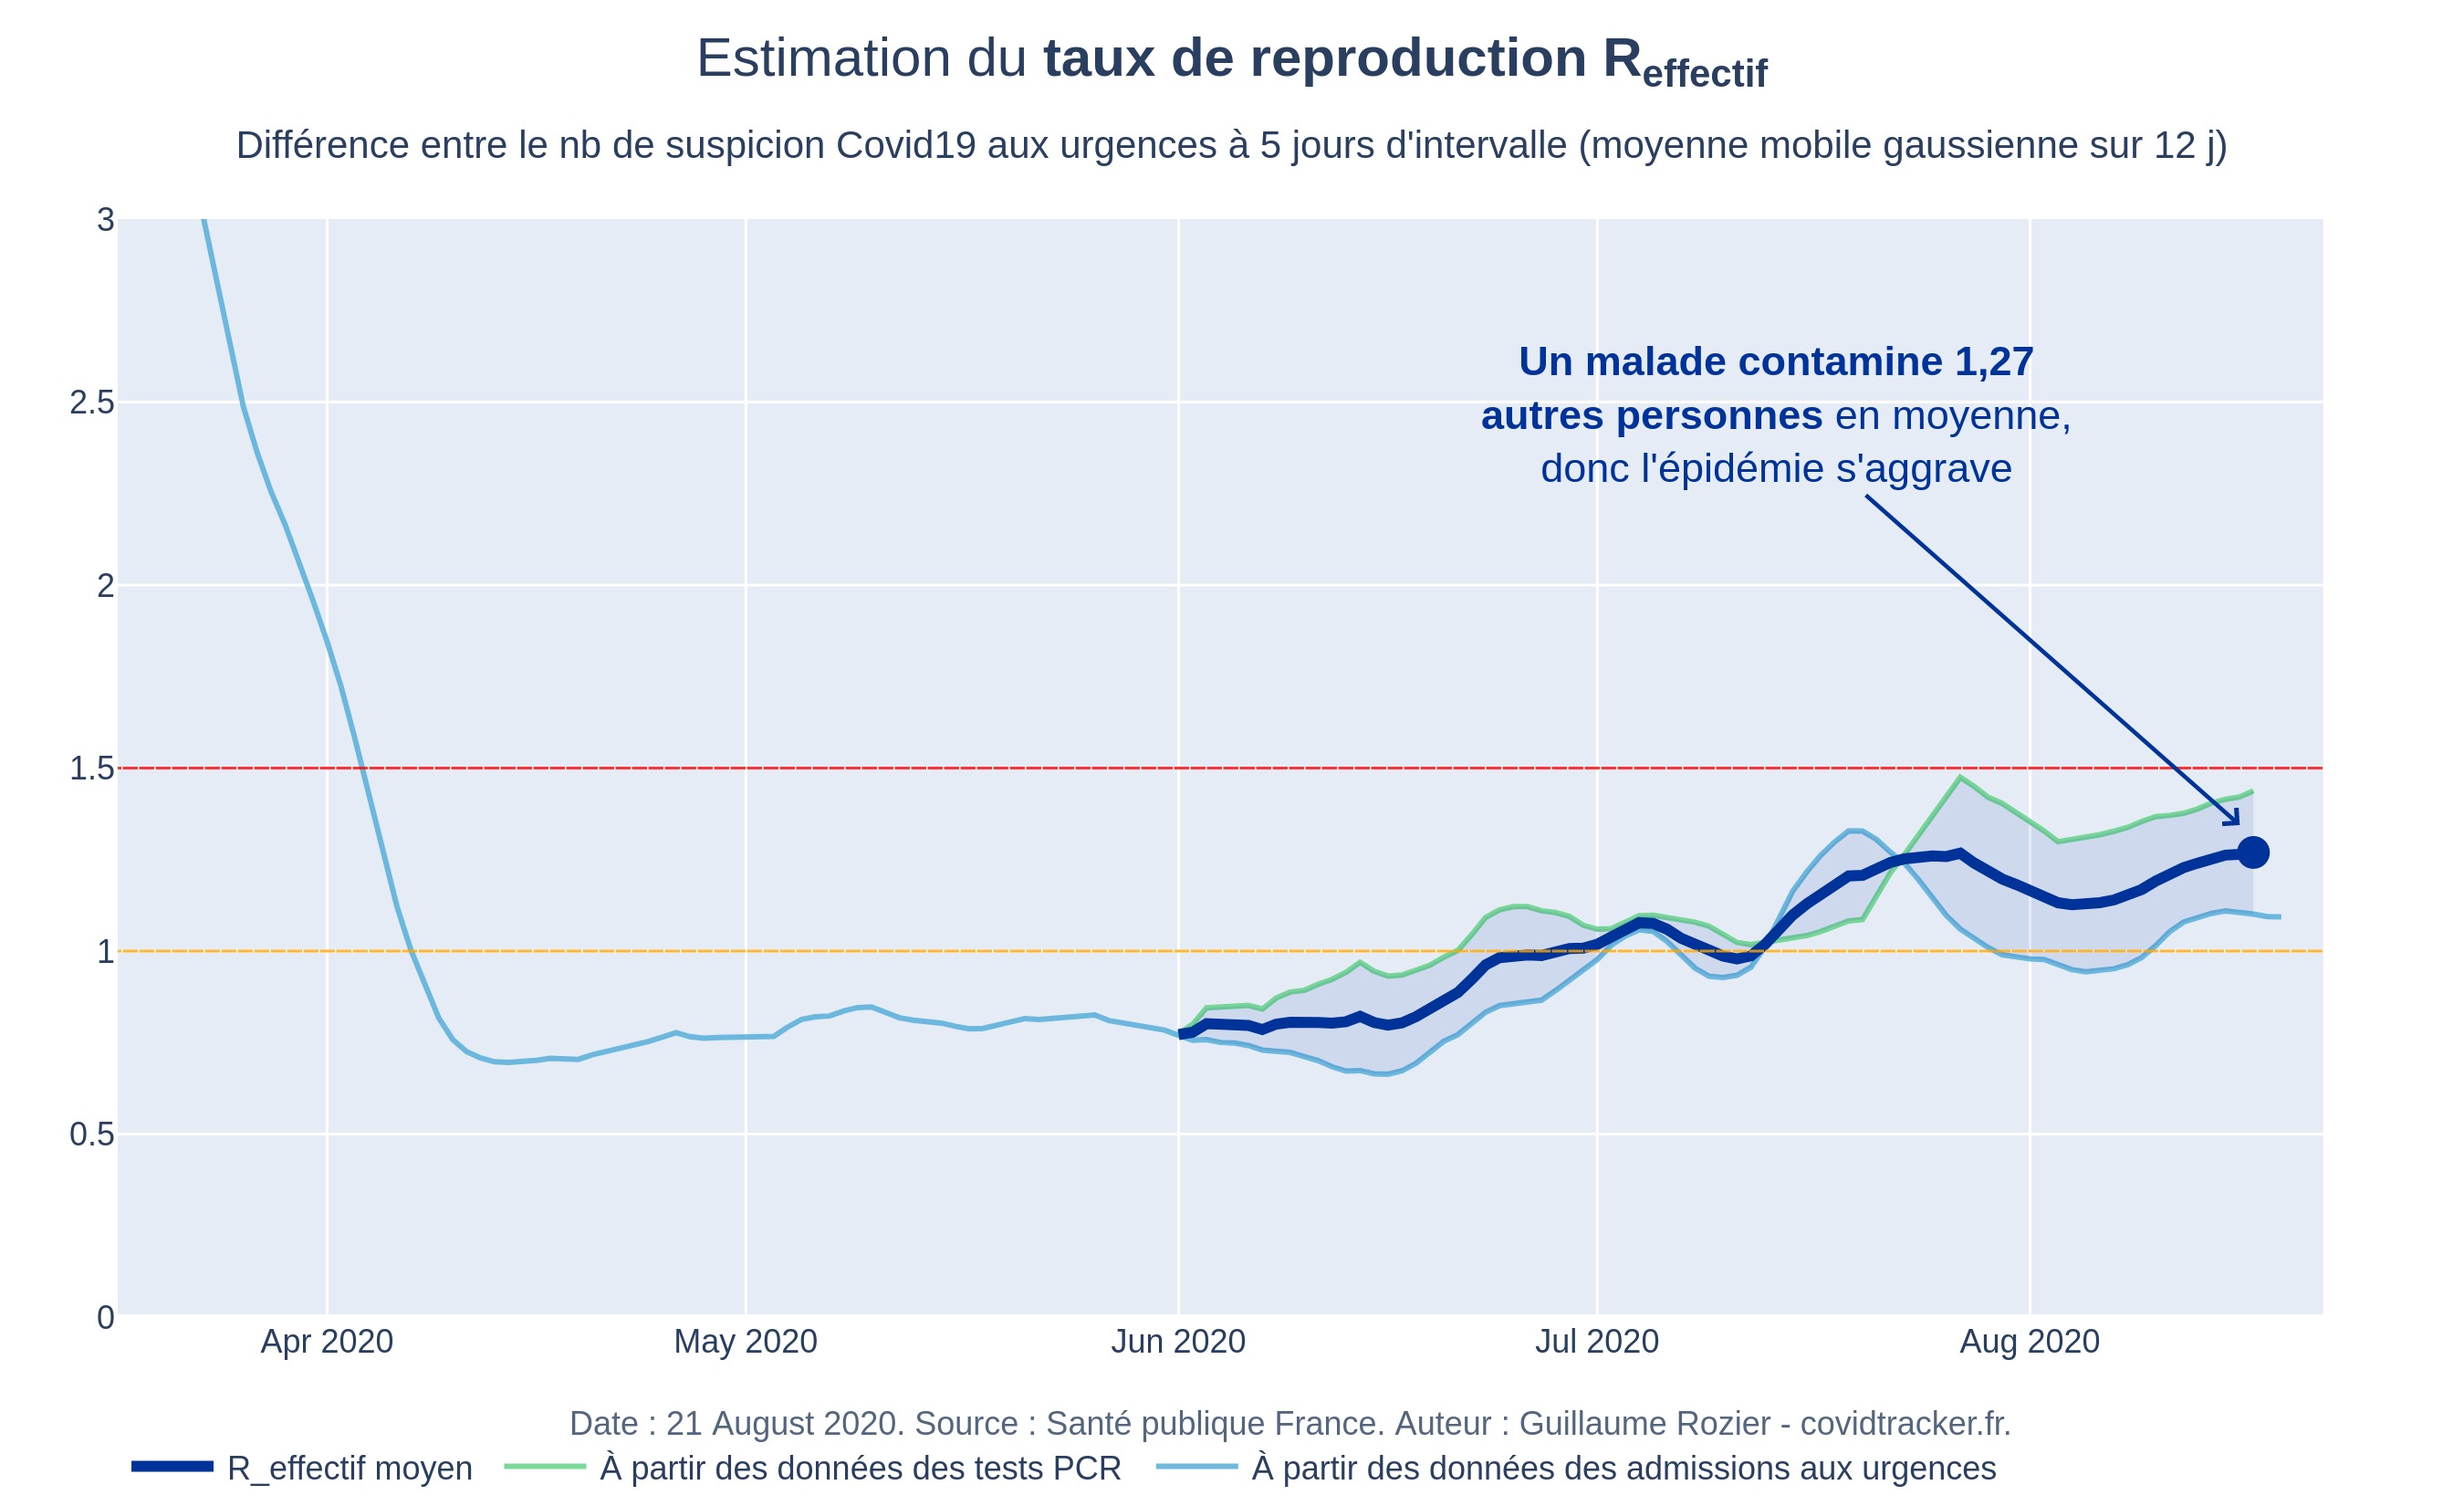 Estimation du taux de reproduction Reffectif
Différence entre le nb de suspicion Covid19 aux urgences à 5 jours d'intervalle (moyenne mobile gaussienne sur 12 j)
3
2.5
2
1.5
1
0.5
0
Un malade contamine 1,27
autres personnes en moyenne,
donc l'épidémie s'aggrave
Apr 2020 May 2020 Jun 2020 Jul 2020 Aug 2020
Date : 21 August 2020. Source : Santé publique France. Auteur : Guillaume Rozier - covidtracker.fr.
R_effectif moyen À partir des données des tests PCR À partir des données des admissions aux urgences